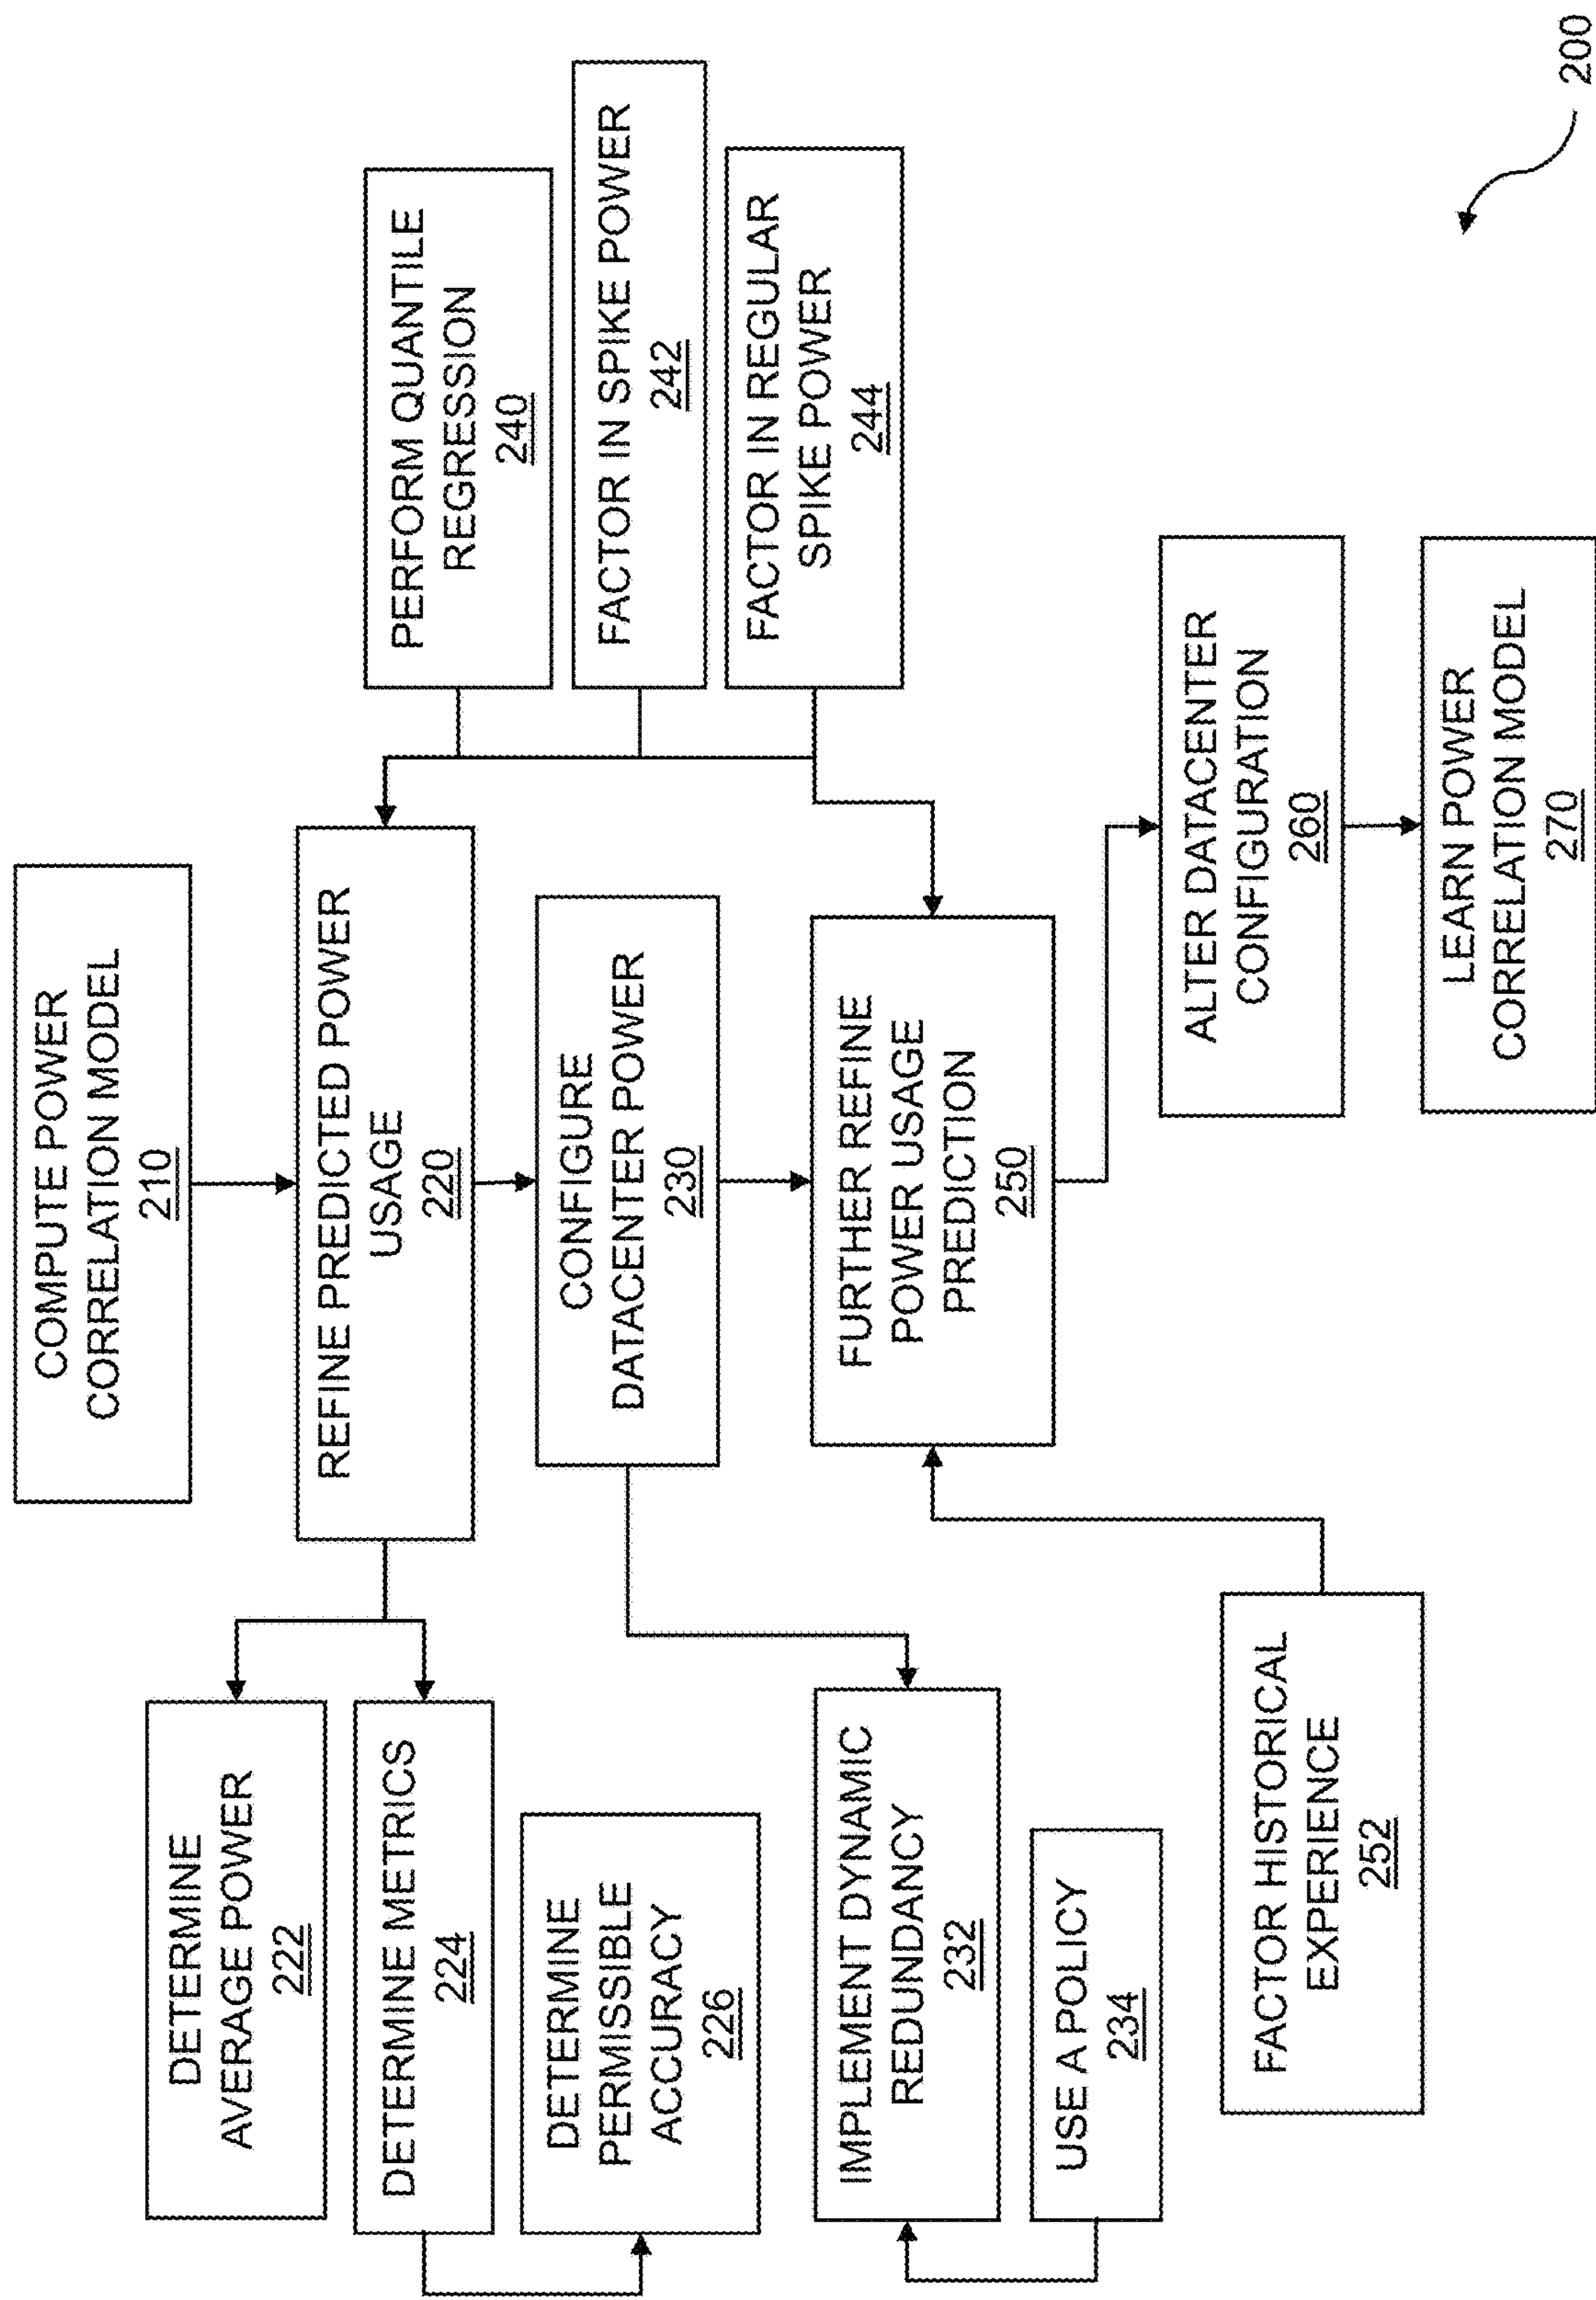 COMPUTE POWER
CORRELATION MODEL
210
DETERMINE
AVERAGE POWER
222
REFINE PREDICTED POWER
USAGE
220
PERFORM QUANTILE
REGRESSION
240
DETERMINE METRICS
224
FACTOR IN SPIKE POWER
242
DETERMINE
PERMISSIBLE
ACCURACY
226
CONFIGURE
DATACENTER POWER
230
FACTOR IN REGULAR
SPIKE POWER
244
IMPLEMENT DYNAMIC
REDUNDANCY
232
FURTHER REFINE
POWER USAGE
PREDICTION
250
USE A POLICY
234
ALTER DATACENTER
CONFIGURATION
260
FACTOR HISTORICAL
EXPERIENCE
252
LEARN POWER
CORRELATION MODEL
270
200